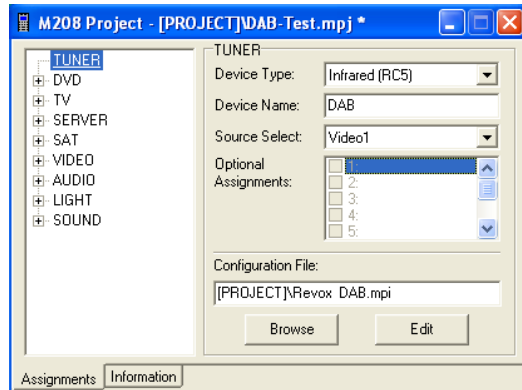 M208 Project - [PROJECT]\DAB-Test.mpj *
TUNER
DVD
TV
SERVER
SAT
VIDEO
AUDIO
LIGHT
SOUND
TUNER
Device Type: Infrared (RC5)
Device Name: DAB
Source Select: Video1
Optional Assignments:
1:
2:
3:
4:
5:
Configuration File:
[PROJECT]\Revox DAB.mpi
Browse Edit
Assignments Information